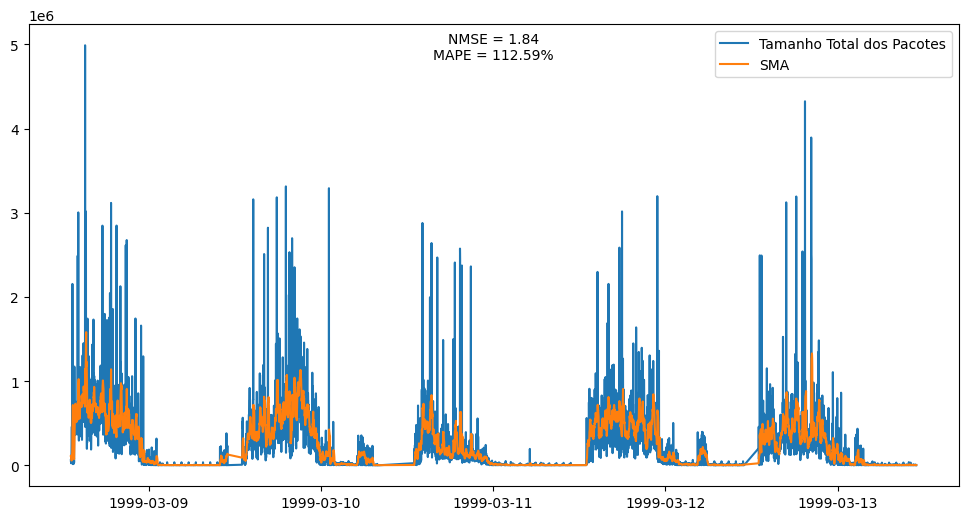 1e6
NMSE = 1.84
MAPE = 112.59%
Tamanho Total dos Pacotes
SMA
5
4
3
2
1
0
1999-03-09 1999-03-10 1999-03-11 1999-03-12 1999-03-13